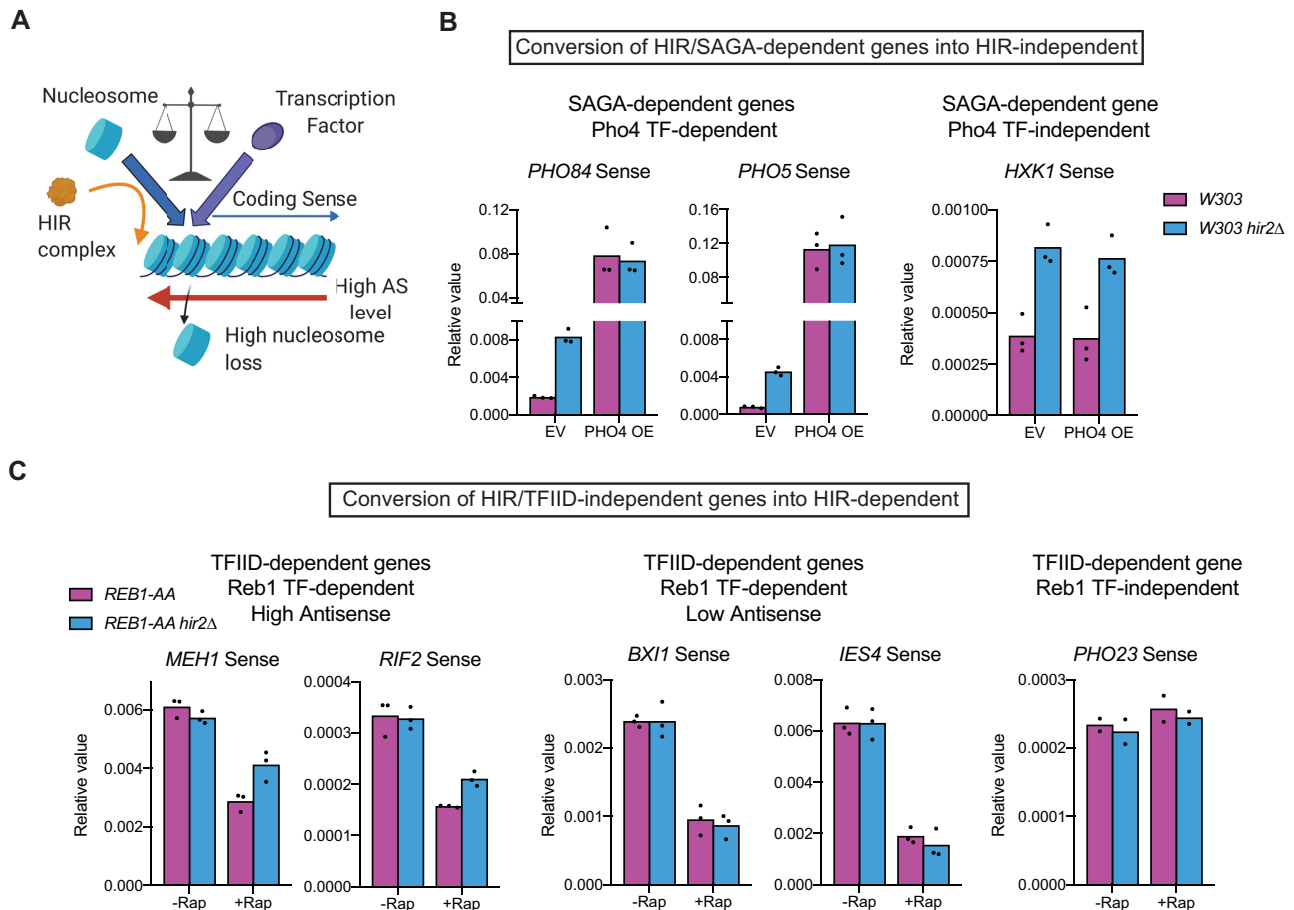 A
Nucleosome
Transcription
Factor
HIR
complex
Coding Sense
High AS
level
High nucleosome
loss
B
Conversion of HIR/SAGA-dependent genes into HIR-independent
SAGA-dependent genes
Pho4 TF-dependent
SAGA-dependent gene
Pho4 TF-independent
PHO84 Sense
Relative value
0.12
0.08
0.04
0.008
0.004
0.000
EV
PHO4 OE
PHO5 Sense
0.16
0.12
0.08
0.008
0.004
0.000
EV
PHO4 OE
HXK1 Sense
0.00100
0.00075
0.00050
0.00025
0.00000
EV
PHO4 OE
W303
W303 hir2Δ
C
Conversion of HIR/TFIID-independent genes into HIR-dependent
REB1-AA
REB1-AA hir2Δ
TFIID-dependent genes
Reb1 TF-dependent
High Antisense
MEH1 Sense
Relative value
0.006
0.004
0.002
0.000
-Rap
+Rap
RIF2 Sense
0.0004
0.0003
0.0002
0.0001
0.0000
-Rap
+Rap
TFIID-dependent genes
Reb1 TF-dependent
Low Antisense
BXI1 Sense
Relative value
0.003
0.002
0.001
0.000
-Rap
+Rap
IES4 Sense
0.008
0.006
0.004
0.002
0.000
-Rap
+Rap
TFIID-dependent gene
Reb1 TF-independent
PHO23 Sense
Relative value
0.0003
0.0002
0.0001
0.0000
-Rap
+Rap